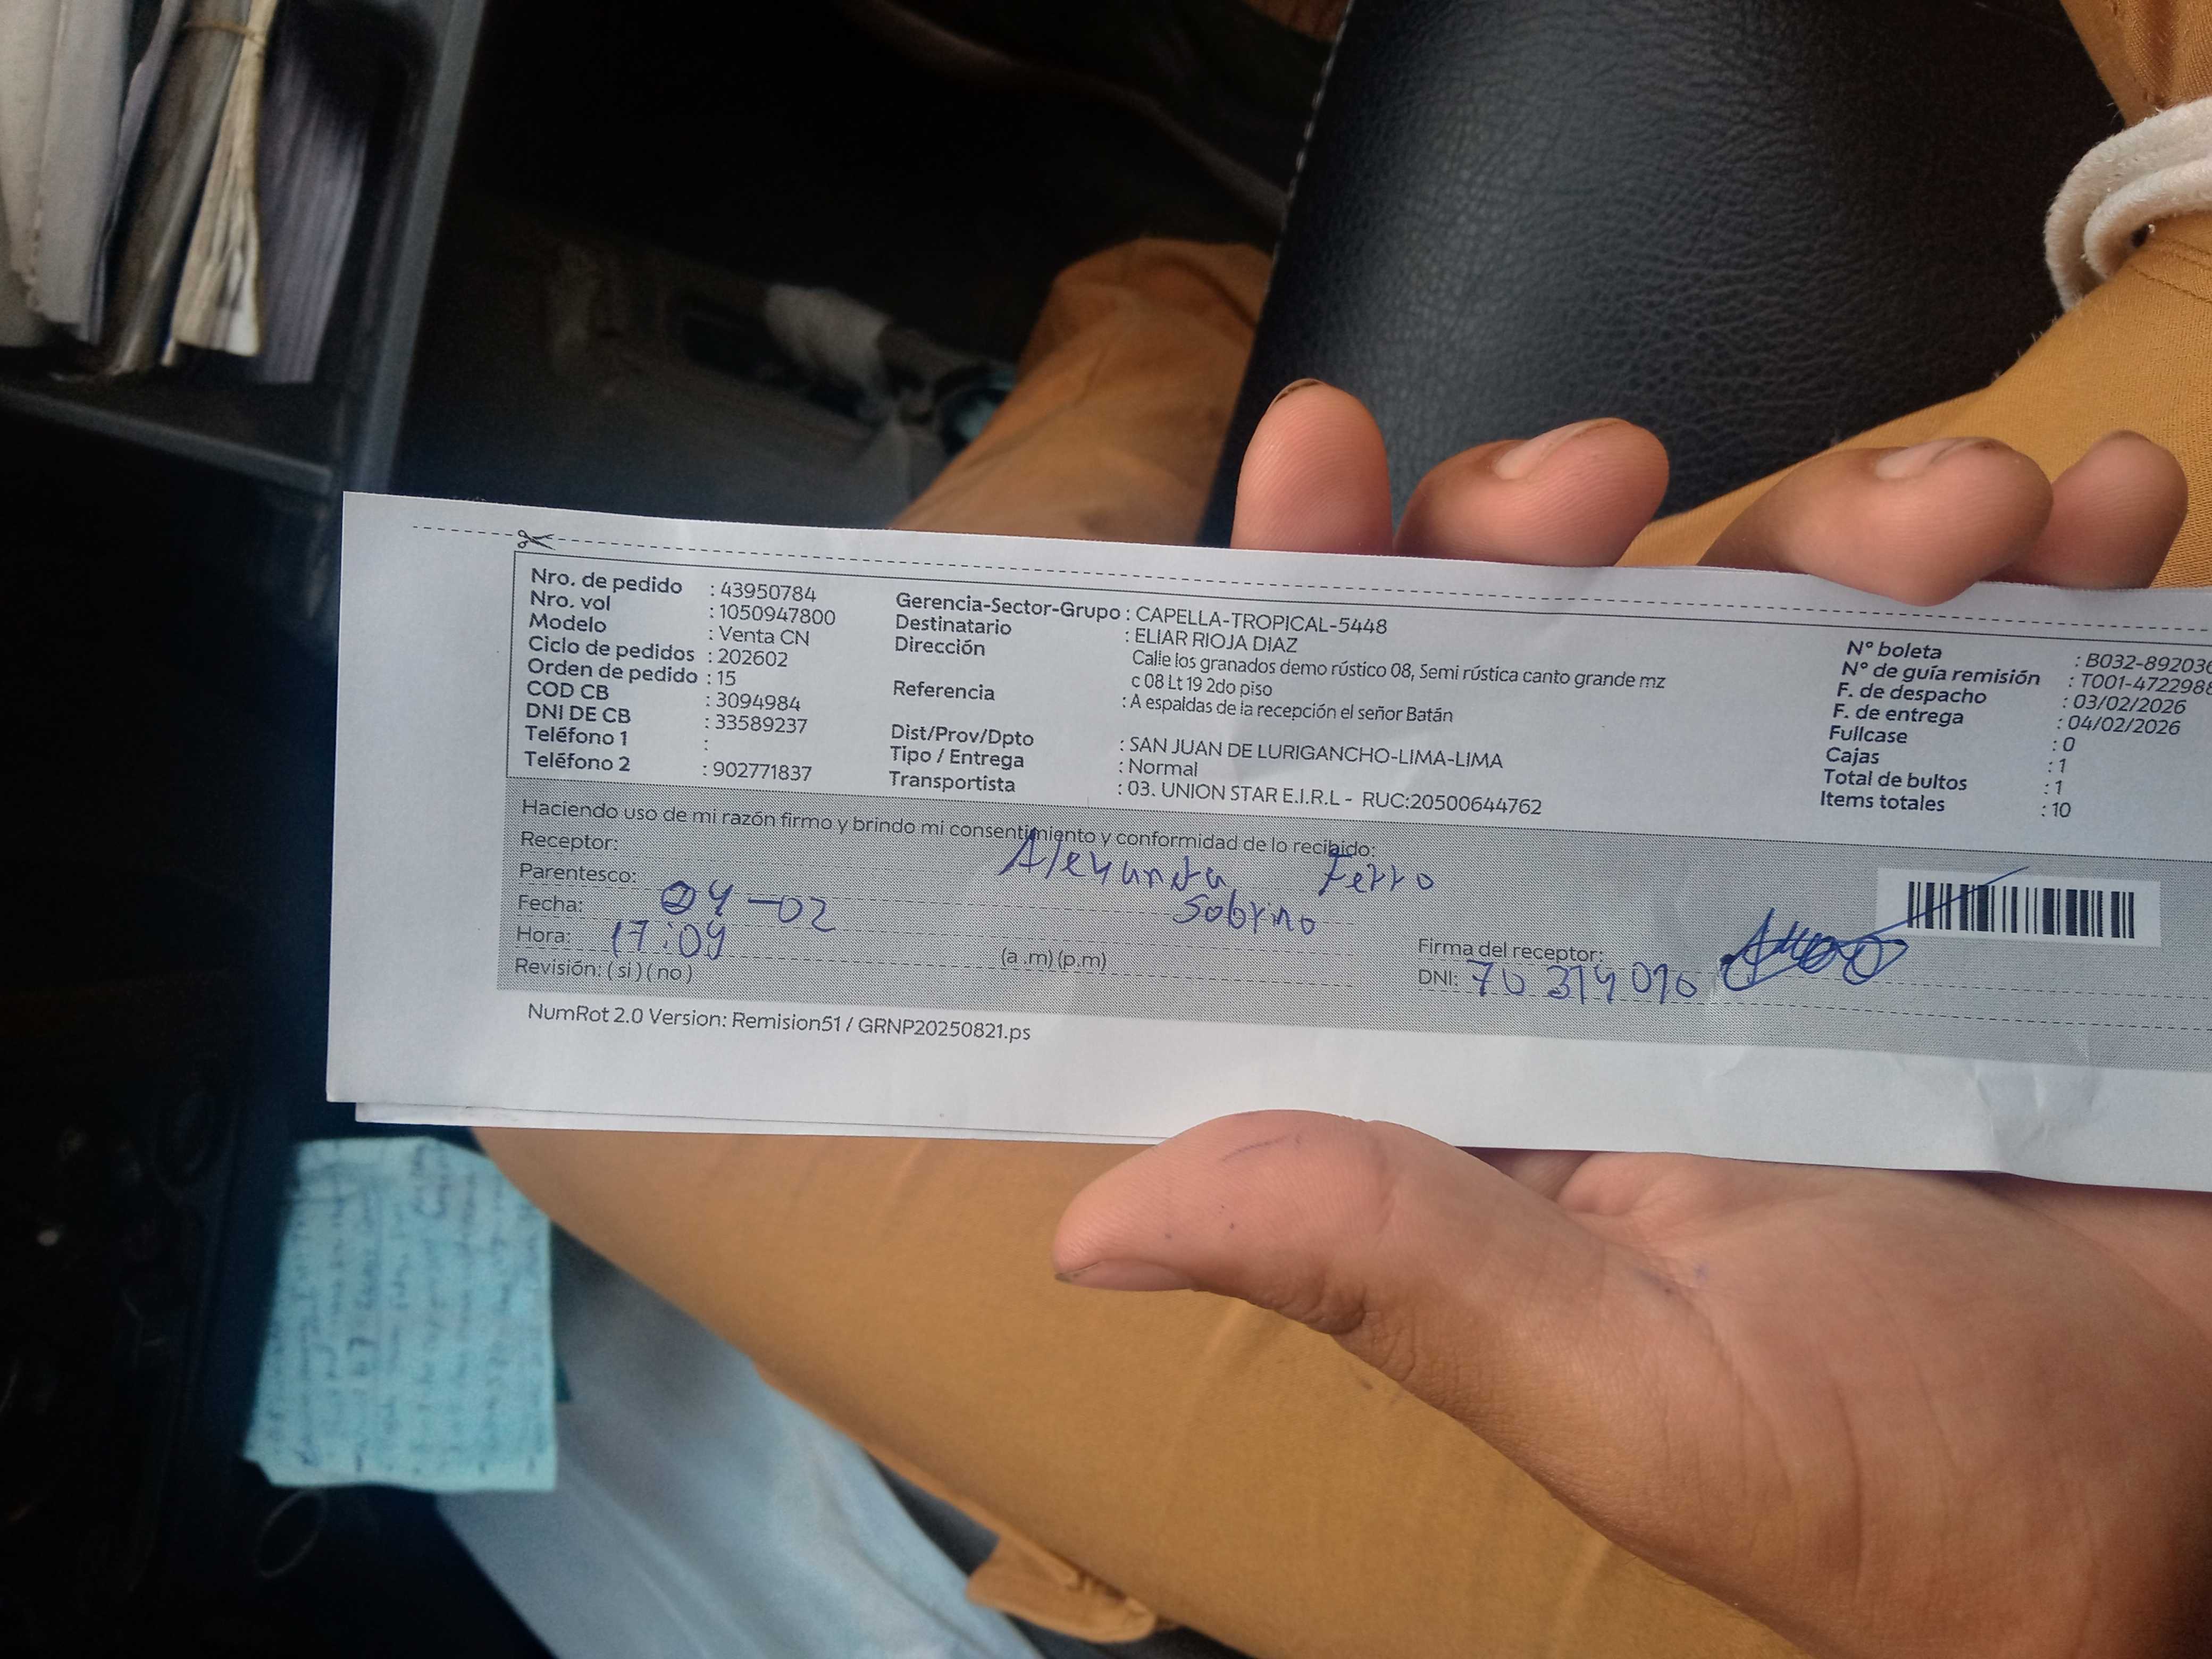 Nro. de pedido : 43950784
Nro. vol : 1050947800
Modelo : Venta CN
Ciclo de pedidos : 202602
Orden de pedido : 15
COD CB : 3094984
DNI DE CB : 33589237
Teléfono 1 :
Teléfono 2 : 902771837
Gerencia-Sector-Grupo : CAPELLA-TROPICAL-5448
Destinatario : ELIAR RIOJA DIAZ
Dirección Calle los granados demo rústico 08, Semi rústica canto grande mz
c 08 Lt 19 2do piso
Referencia : A espaldas de la recepción el señor Batán
Dist/Prov/Dpto : SAN JUAN DE LURIGANCHO-LIMA-LIMA
Tipo / Entrega : Normal
Transportista : 03. UNION STAR E.I.R.L - RUC:20500644762
N° boleta : B032-892036
N° de guía remisión : T001-4722988
F. de despacho : 03/02/2026
F. de entrega : 04/02/2026
Fullcase : 0
Cajas : 1
Total de bultos : 1
Items totales : 10
Haciendo uso de mi razón firmo y brindo mi consentimiento y conformidad de lo recibido:
Receptor: Ferro
Parentesco: Sobrino
Fecha: 04-02
Hora: 17:09 (a .m) (p.m)
Revisión: ( si ) ( no )
Firma del receptor:
DNI:
NumRot 2.0 Version: Remision51 / GRNP20250821.ps